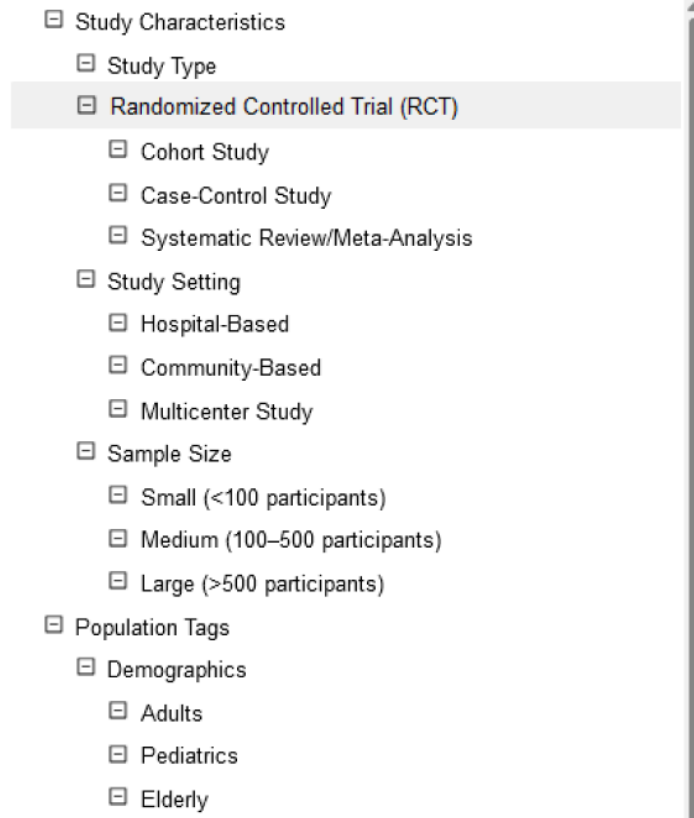 Study Characteristics
Study Type
Randomized Controlled Trial (RCT)
Cohort Study
Case-Control Study
Systematic Review/Meta-Analysis
Study Setting
Hospital-Based
Community-Based
Multicenter Study
Sample Size
Small (<100 participants)
Medium (100–500 participants)
Large (>500 participants)
Population Tags
Demographics
Adults
Pediatrics
Elderly